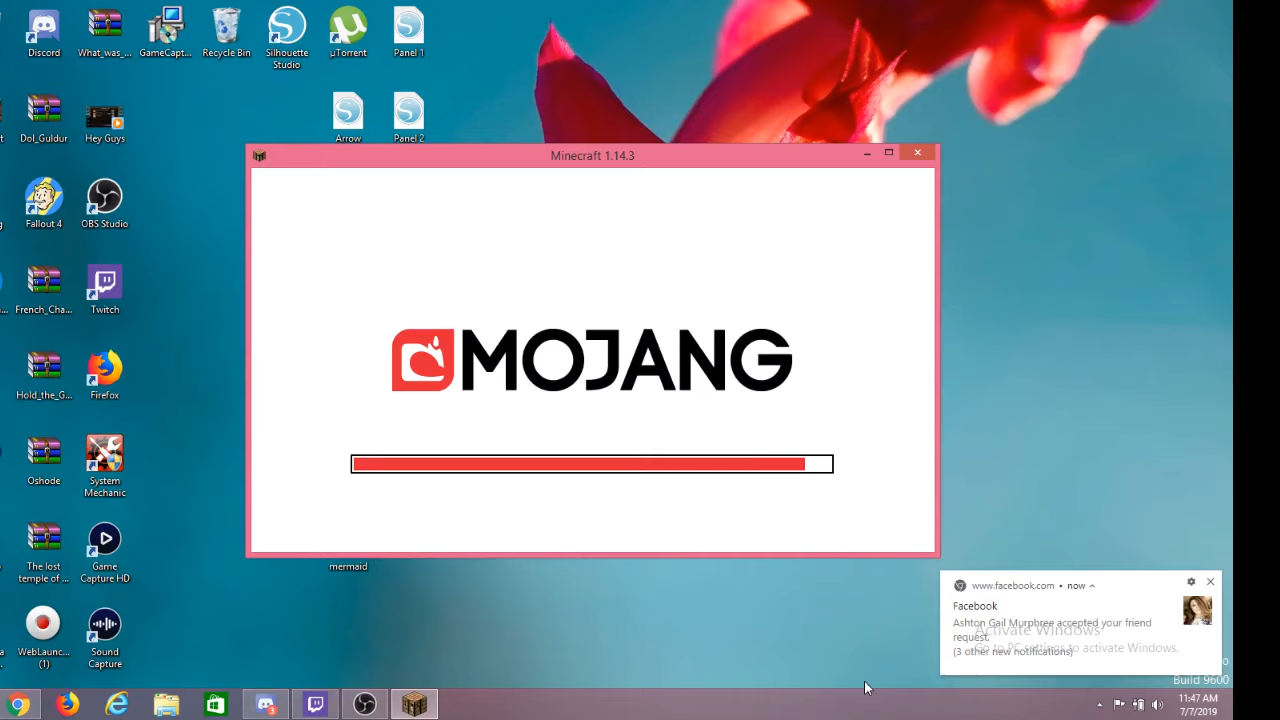 Discord
What_was_...
GameCapt...
Recycle Bin
Silhouette
Studio
µTorrent
Panel 1
Dol_Guldur
Hey Guys
Arrow
Panel 2
Minecraft 1.14.3
Fallout 4
OBS Studio
French_Cha...
Twitch
MOJANG
Hold_the_G...
Firefox
Oshode
System
Mechanic
The lost
temple of ...
Game
Capture HD
mermaid
WebLaunc...
(1)
Sound
Capture
www.facebook.com • now
Facebook
Ashton Gail Murphree accepted your friend
request.
(3 other new notifications)
Activate Windows
Go to PC settings to activate Windows.
Build 9600
3
11:47 AM
7/7/2019